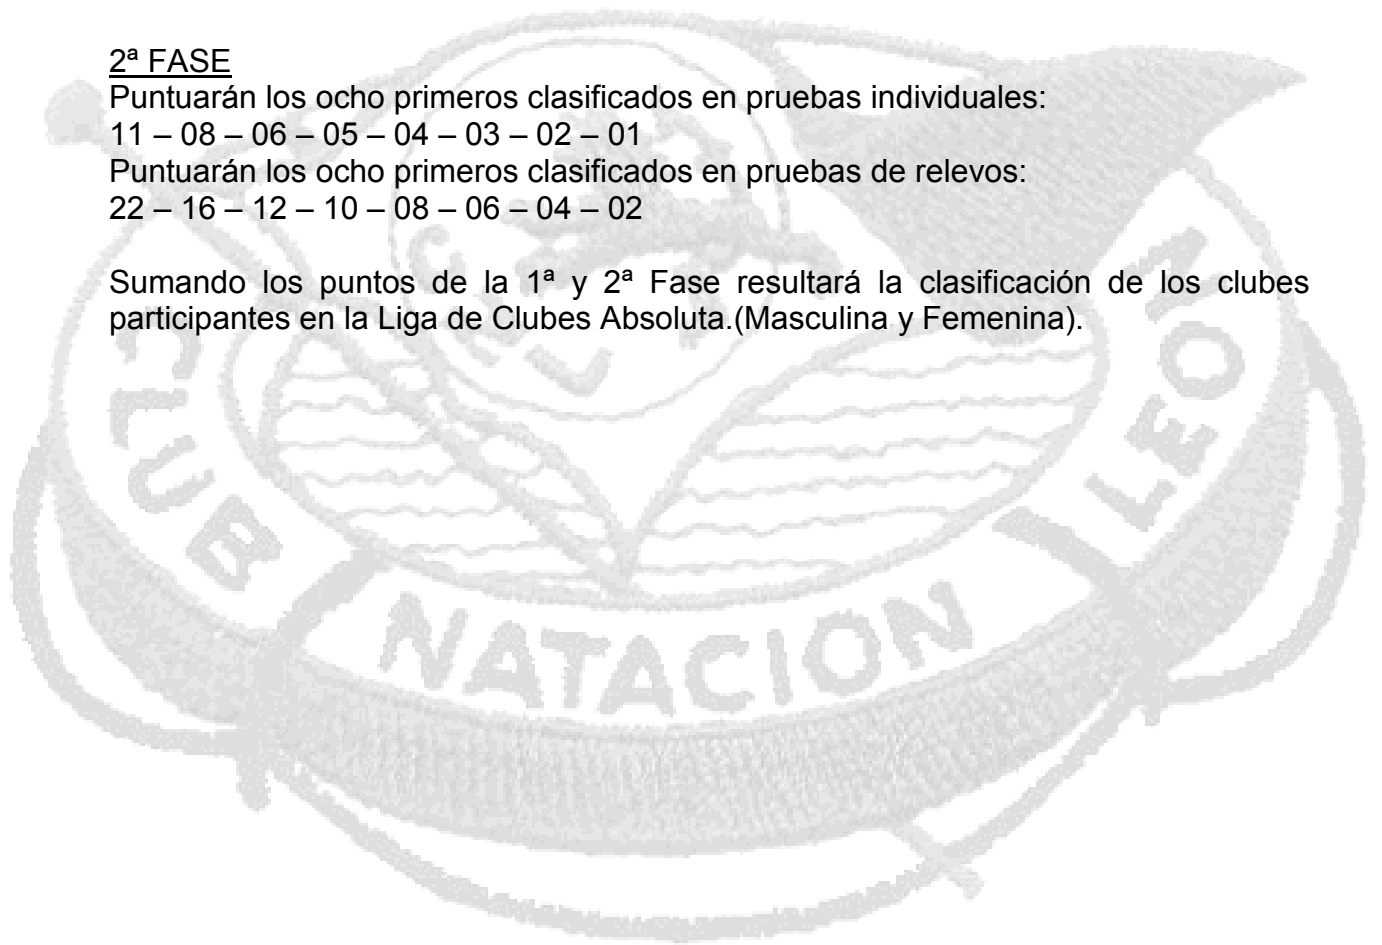 2ª FASE
Puntuarán los ocho primeros clasificados en pruebas individuales:
11 – 08 – 06 – 05 – 04 – 03 – 02 – 01
Puntuarán los ocho primeros clasificados en pruebas de relevos:
22 – 16 – 12 – 10 – 08 – 06 – 04 – 02
Sumando los puntos de la 1ª y 2ª Fase resultará la clasificación de los clubes
participantes en la Liga de Clubes Absoluta.(Masculina y Femenina).
CLUB NATACION LEON